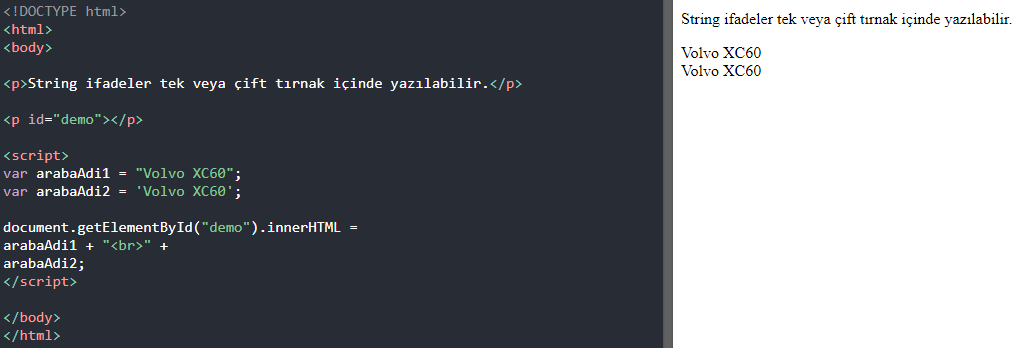 <!DOCTYPE html>
<html>
<body>
<p>String ifadeler tek veya çift tırnak içinde yazılabilir.</p>
<p id="demo"></p>
<script>
var arabaAdi1 = "Volvo XC60";
var arabaAdi2 = 'Volvo XC60';
document.getElementById("demo").innerHTML =
arabaAdi1 + "<br>" +
arabaAdi2;
</script>
</body>
</html>
String ifadeler tek veya çift tırnak içinde yazılabilir.
Volvo XC60
Volvo XC60